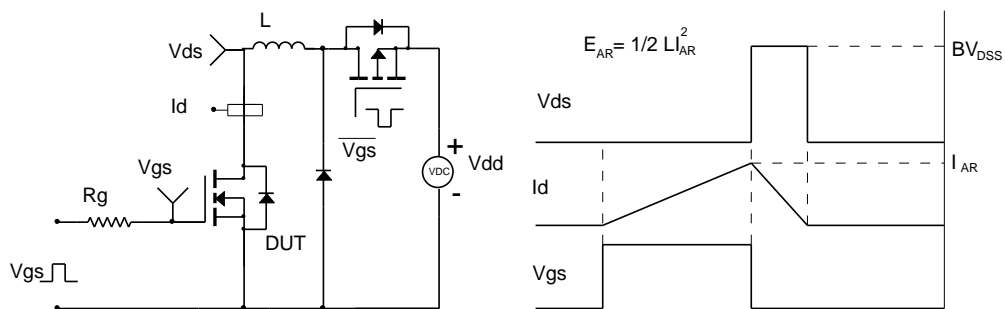 L
Vds
Id
Vgs
Rg
DUT
Vgs
Vgs
+
VDC
-
Vdd
E_AR= 1/2 LI_AR^2
BV_DSS
Vds
I_AR
Id
Vgs